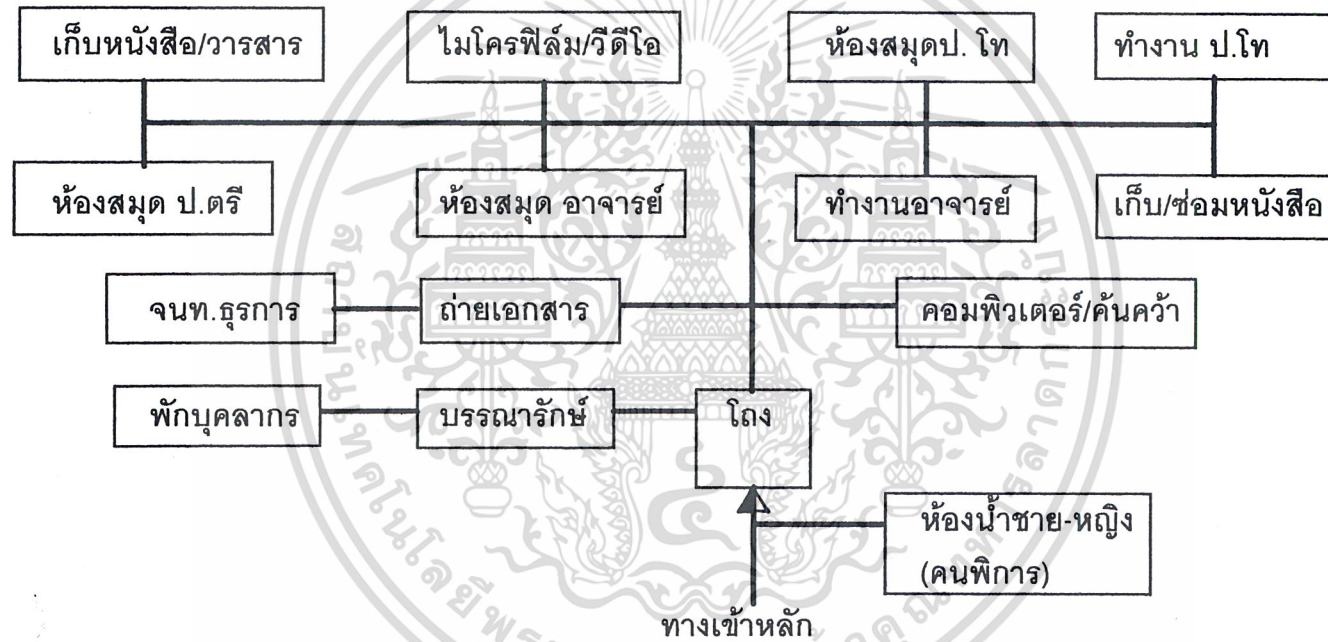 เก็บหนังสือ/วารสาร
ไมโครฟิล์ม/วีดีโอ
ห้องสมุดป. โท
ทำงาน ป.โท
ห้องสมุด ป.ตรี
ห้องสมุด อาจารย์
ทำงานอาจารย์
เก็บ/ซ่อมหนังสือ
จนท.ธุรการ
ถ่ายเอกสาร
คอมพิวเตอร์/ค้นคว้า
พักบุคลากร
บรรณารักษ์
โถง
ห้องน้ำชาย-หญิง
(คนพิการ)
ทางเข้าหลัก